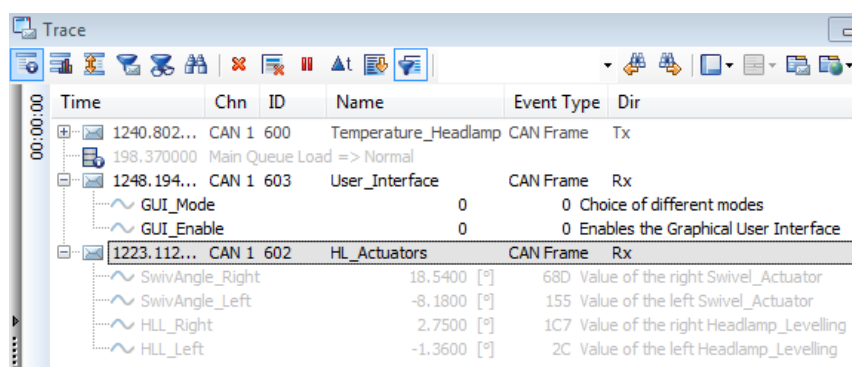 Trace
Δt
Time Chn ID Name Event Type Dir
00:00:00
1240.802... CAN 1 600 Temperature_Headlamp CAN Frame Tx
198.370000 Main Queue Load => Normal
1248.194... CAN 1 603 User_Interface CAN Frame Rx
GUI_Mode 0 0 Choice of different modes
GUI_Enable 0 0 Enables the Graphical User Interface
1223.112... CAN 1 602 HL_Actuators CAN Frame Rx
SwivAngle_Right 18.5400 [°] 68D Value of the right Swivel_Actuator
SwivAngle_Left -8.1800 [°] 155 Value of the left Swivel_Actuator
HLL_Right 2.7500 [°] 1C7 Value of the right Headlamp_Levelling
HLL_Left -1.3600 [°] 2C Value of the left Headlamp_Levelling